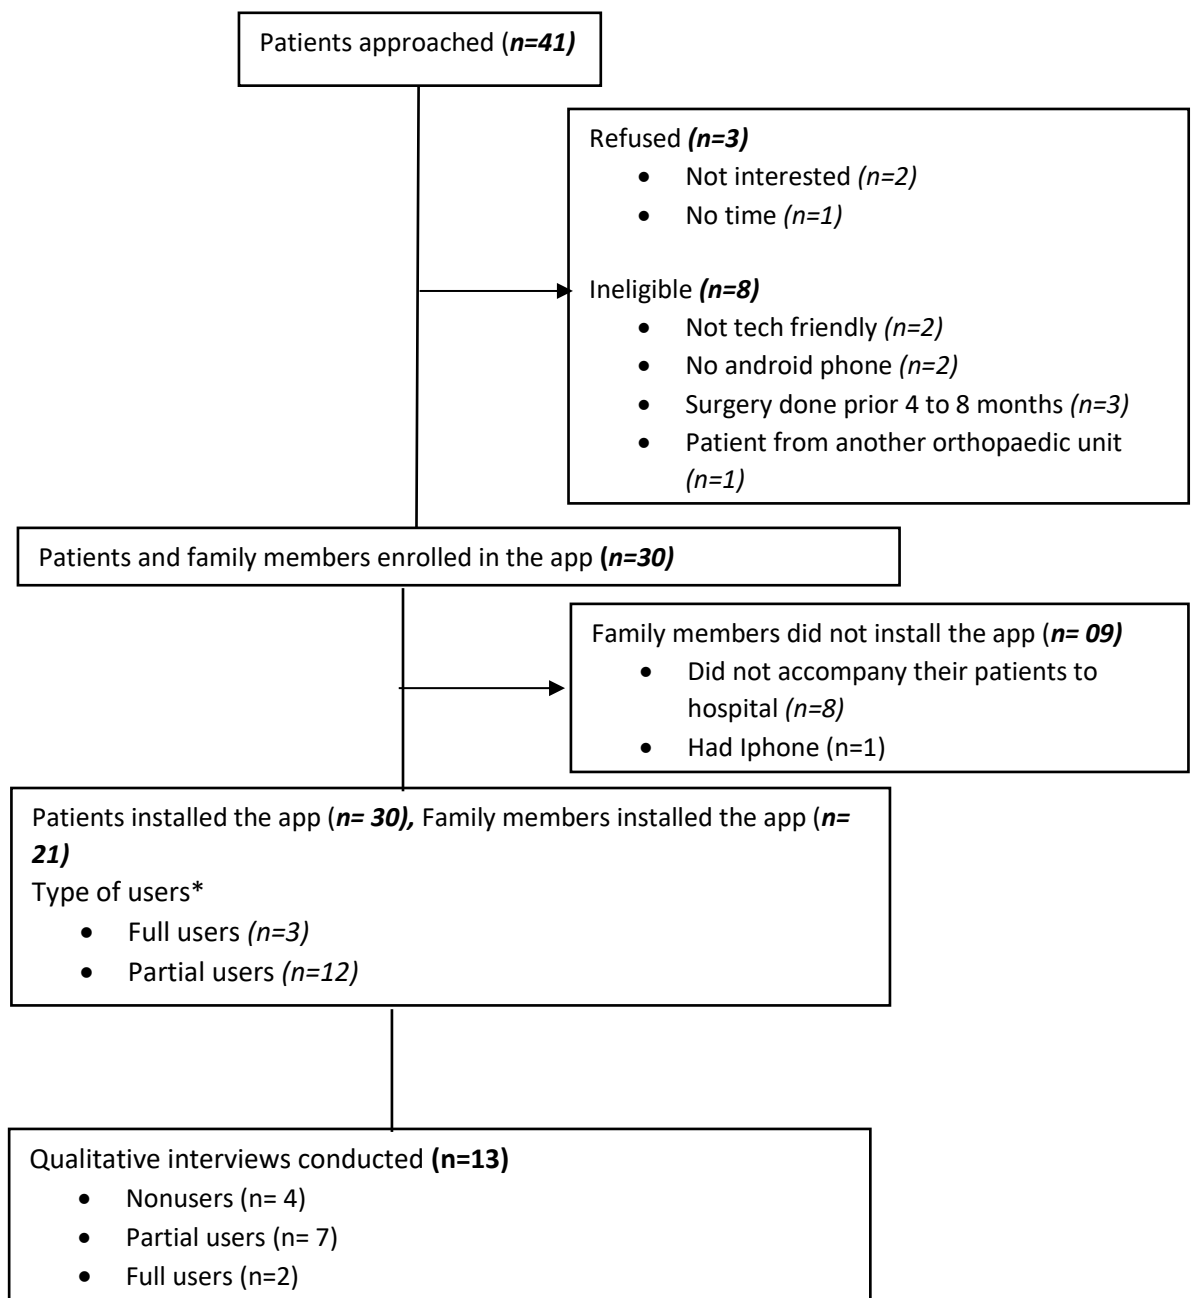 Patients approached (n=41)
Refused (n=3)
• Not interested (n=2)
• No time (n=1)
Ineligible (n=8)
• Not tech friendly (n=2)
• No android phone (n=2)
• Surgery done prior 4 to 8 months (n=3)
• Patient from another orthopaedic unit
(n=1)
Patients and family members enrolled in the app (n=30)
Family members did not install the app (n= 09)
• Did not accompany their patients to
hospital (n=8)
• Had Iphone (n=1)
Patients installed the app (n= 30), Family members installed the app (n=
21)
Type of users*
• Full users (n=3)
• Partial users (n=12)
Qualitative interviews conducted (n=13)
• Nonusers (n= 4)
• Partial users (n= 7)
• Full users (n=2)